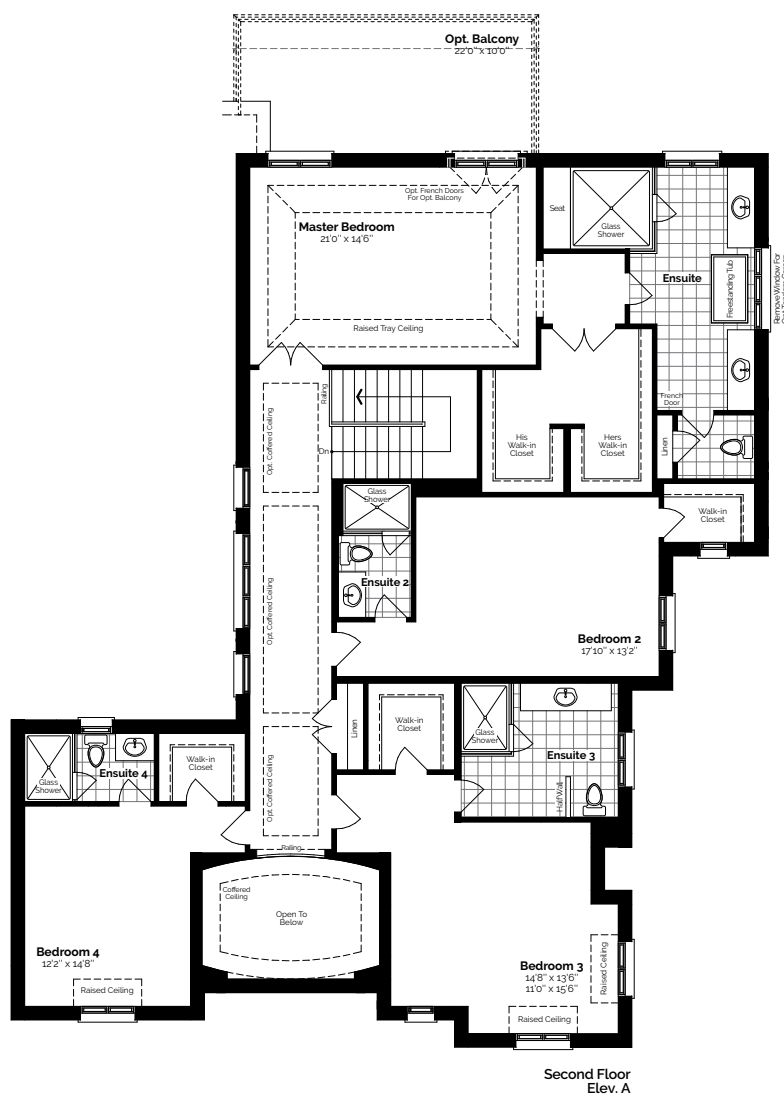 Opt. Balcony
22'0" x 10'0"
Opt. French Doors
For Opt. Balcony
Master Bedroom
21'0" x 14'6"
Raised Tray Ceiling
Seat
Glass
Shower
Ensuite
Freestanding Tub
Remove Window For
French
Door
Linen
His
Walk-in
Closet
Hers
Walk-in
Closet
Railing
Dn
Opt. Coffered Ceiling
Glass
Shower
Ensuite 2
Walk-in
Closet
Opt. Coffered Ceiling
Bedroom 2
17'10" x 13'2"
Linen
Walk-in
Closet
Glass
Shower
Ensuite 3
Half Wall
Opt. Coffered Ceiling
Walk-in
Closet
Glass
Shower
Ensuite 4
Railing
Coffered
Ceiling
Open To
Below
Bedroom 4
12'2" x 14'8"
Raised Ceiling
Bedroom 3
14'8" x 13'6"
11'0" x 15'6"
Raised Ceiling
Raised Ceiling
Second Floor
Elev. A